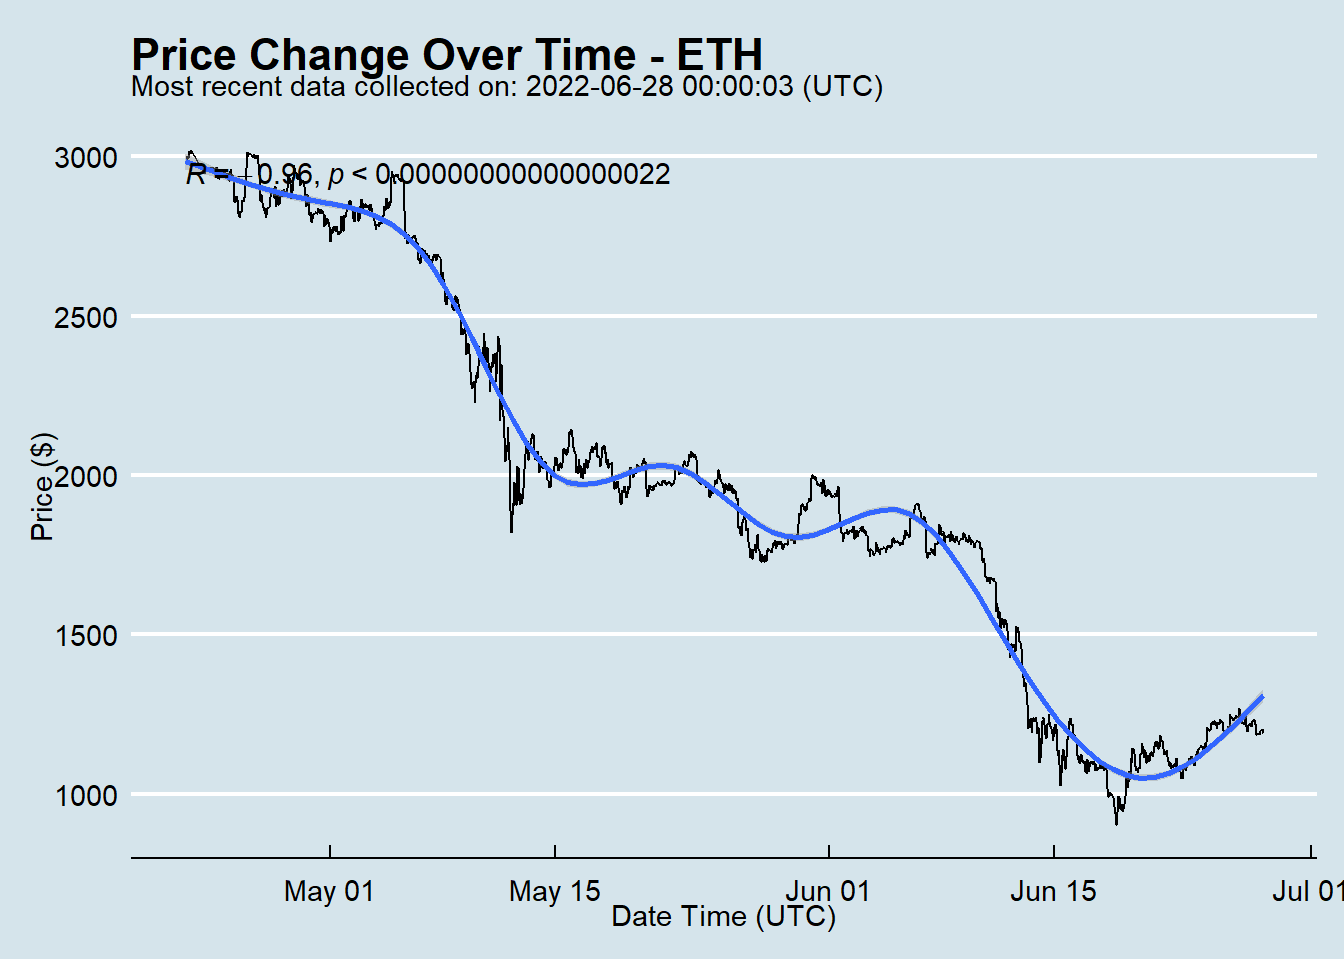 Price Change Over Time - ETH
Most recent data collected on: 2022-06-28 00:00:03 (UTC)
R = −0.96, p < 0.00000000000000022
3000
2500
2000
1500
1000
Price ($)
May 01
May 15
Jun 01
Jun 15
Jul 01
Date Time (UTC)